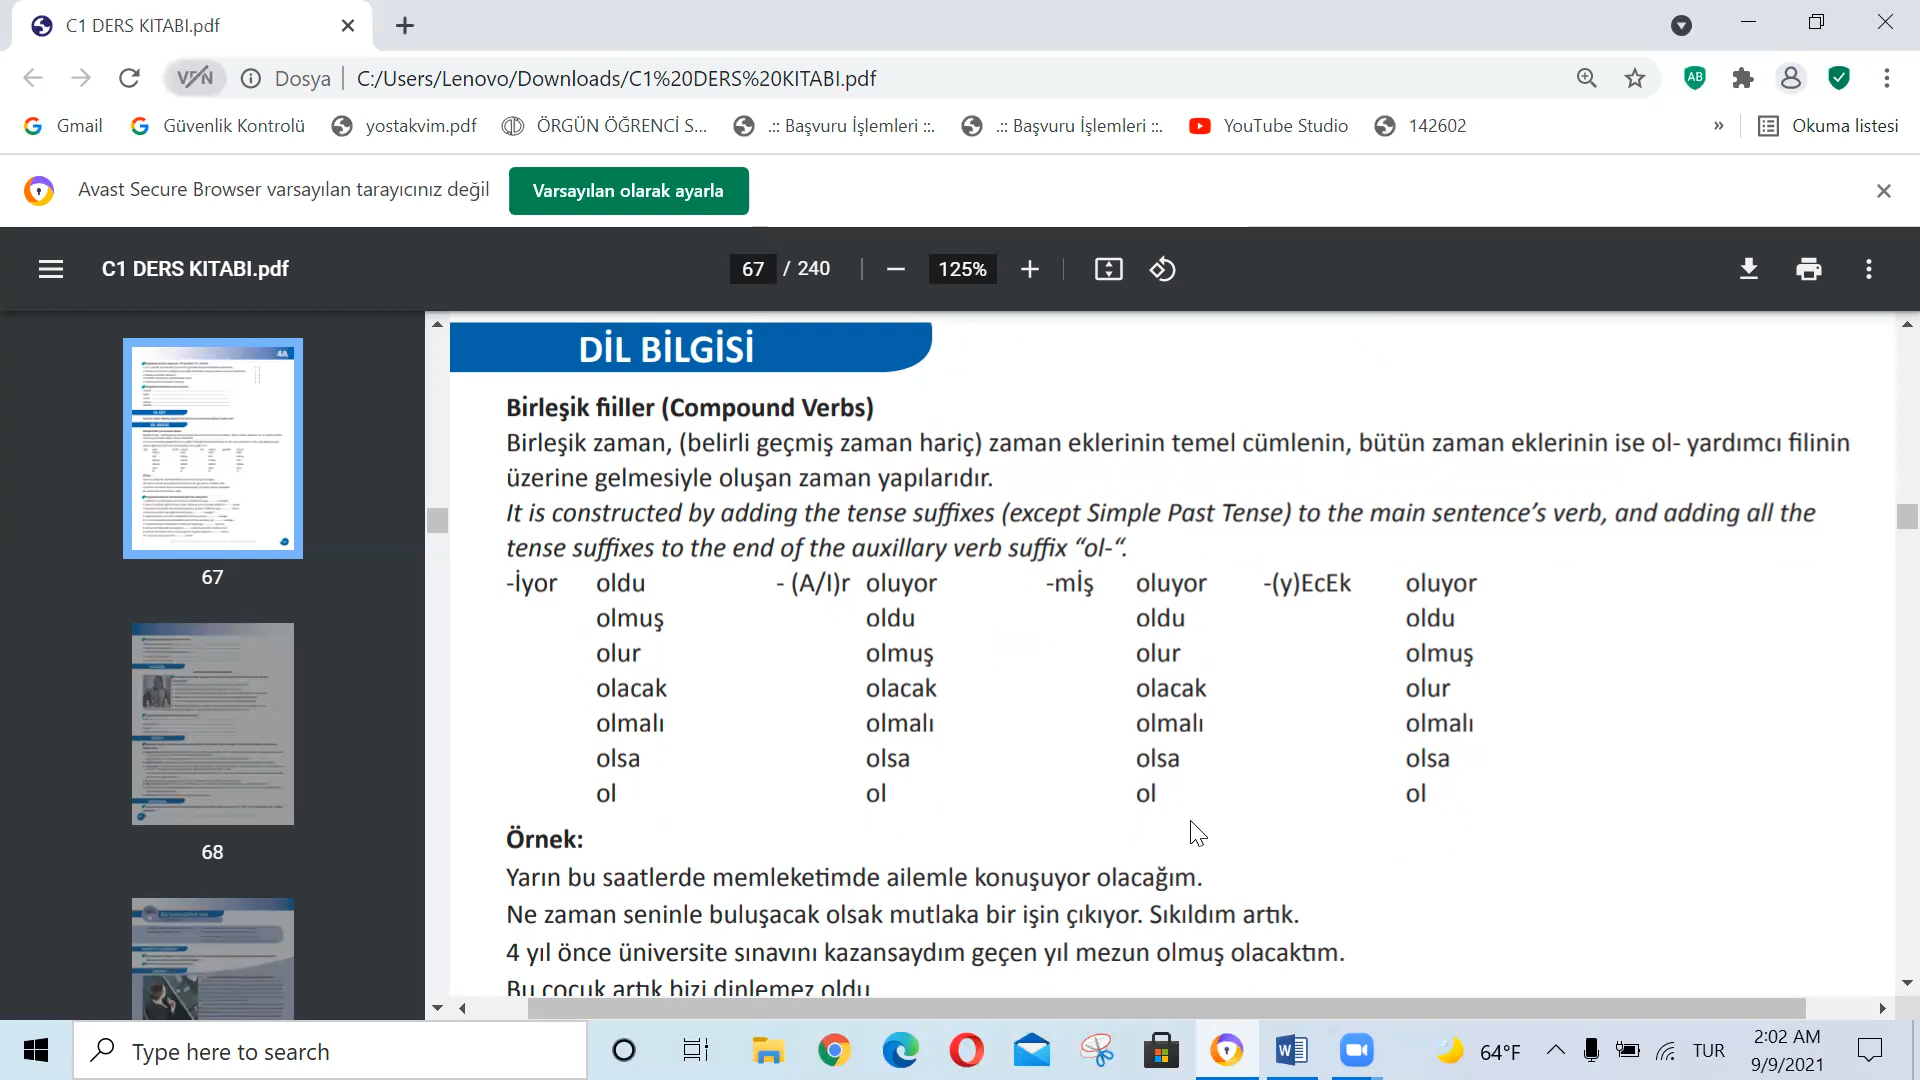 C1 DERS KITABI.pdf
VPN Dosya C:/Users/Lenovo/Downloads/C1%20DERS%20KITABI.pdf
Gmail Güvenlik Kontrolü yostakvim.pdf ÖRGÜN ÖĞRENCİ S... .:: Başvuru İşlemleri ::. .:: Başvuru İşlemleri ::. YouTube Studio 142602 » Okuma listesi
Avast Secure Browser varsayılan tarayıcınız değil Varsayılan olarak ayarla
C1 DERS KITABI.pdf 67 / 240 125%
DİL BİLGİSİ
Birleşik fiiller (Compound Verbs)
Birleşik zaman, (belirli geçmiş zaman hariç) zaman eklerinin temel cümlenin, bütün zaman eklerinin ise ol- yardımcı filinin
üzerine gelmesiyle oluşan zaman yapılarıdır.
It is constructed by adding the tense suffixes (except Simple Past Tense) to the main sentence's verb, and adding all the
tense suffixes to the end of the auxillary verb suffix "ol-".
-İyor oldu - (A/I)r oluyor -mİş oluyor -(y)EcEk oluyor
olmuş oldu oldu oldu
olur olmuş olur olmuş
olacak olacak olacak olur
olmalı olmalı olmalı olmalı
olsa olsa olsa olsa
ol ol ol ol
Örnek:
Yarın bu saatlerde memleketimde ailemle konuşuyor olacağım.
Ne zaman seninle buluşacak olsak mutlaka bir işin çıkıyor. Sıkıldım artık.
4 yıl önce üniversite sınavını kazansaydım geçen yıl mezun olmuş olacaktım.
Bu çocuk artık bizi dinlemez oldu
4A
67
68
Type here to search 64°F TUR 2:02 AM
9/9/2021